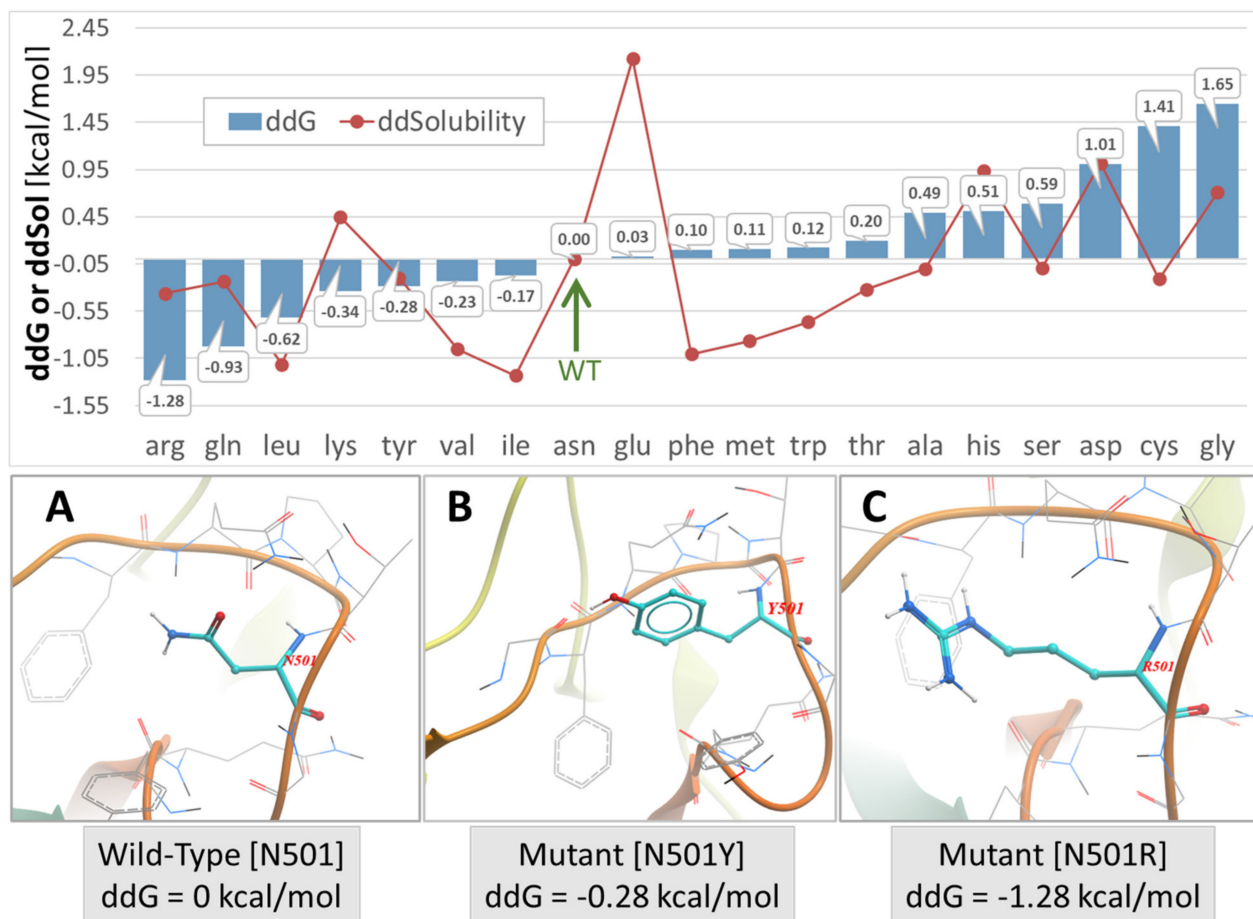 ddG or ddSol [kcal/mol]
2.45
1.95
1.45
0.95
0.45
-0.05
-0.55
-1.05
-1.55
ddG ddSolubility
-1.28 -0.93 -0.62 -0.34 -0.28 -0.23 -0.17 0.00 0.03 0.10 0.11 0.12 0.20 0.49 0.51 0.59 1.01 1.41 1.65
WT
arg gln leu lys tyr val ile asn glu phe met trp thr ala his ser asp cys gly
A
N501
B
Y501
C
R501
Wild-Type [N501]
ddG = 0 kcal/mol
Mutant [N501Y]
ddG = -0.28 kcal/mol
Mutant [N501R]
ddG = -1.28 kcal/mol